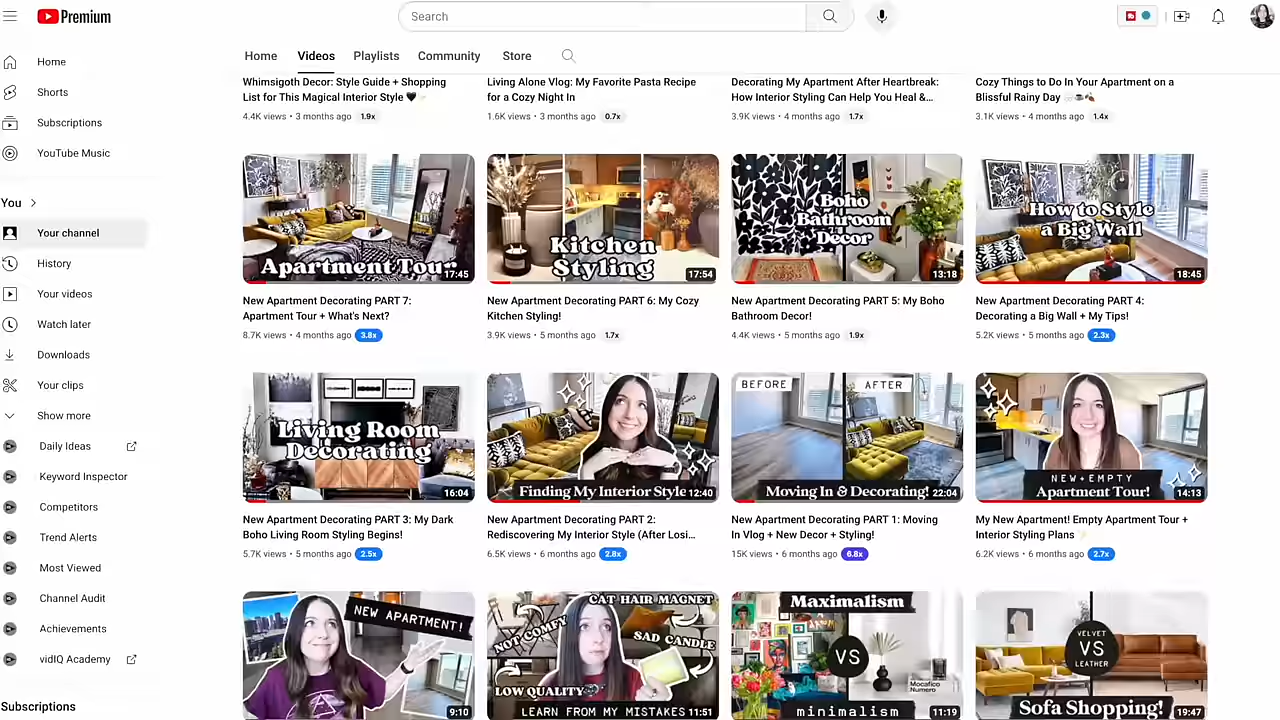 Premium
Search
Home
Videos
Playlists
Community
Store
Home
Shorts
Subscriptions
YouTube Music
You
Your channel
History
Your videos
Watch later
Downloads
Your clips
Show more
Daily Ideas
Keyword Inspector
Competitors
Trend Alerts
Most Viewed
Channel Audit
Achievements
vidIQ Academy
Subscriptions
Whimsigoth Decor: Style Guide + Shopping
List for This Magical Interior Style 🖤
4.4K views • 3 months ago 1.9x
Living Alone Vlog: My Favorite Pasta Recipe
for a Cozy Night In
1.6K views • 3 months ago 0.7x
Decorating My Apartment After Heartbreak:
How Interior Styling Can Help You Heal &...
3.9K views • 4 months ago 1.7x
Cozy Things to Do In Your Apartment on a
Blissful Rainy Day
3.1K views • 4 months ago 1.4x
Apartment Tour
17:45
New Apartment Decorating PART 7:
Apartment Tour + What's Next?
8.7K views • 4 months ago 3.8x
Kitchen
Styling
17:54
New Apartment Decorating PART 6: My Cozy
Kitchen Styling!
3.9K views • 5 months ago 1.7x
Boho
Bathroom
Decor
13:18
New Apartment Decorating PART 5: My Boho
Bathroom Decor!
4.4K views • 5 months ago 1.9x
How to Style
a Big Wall
18:45
New Apartment Decorating PART 4:
Decorating a Big Wall + My Tips!
5.2K views • 5 months ago 2.3x
Living Room
Decorating
16:04
New Apartment Decorating PART 3: My Dark
Boho Living Room Styling Begins!
5.7K views • 5 months ago 2.5x
Finding My Interior Style
12:40
New Apartment Decorating PART 2:
Rediscovering My Interior Style (After Losi...
6.5K views • 6 months ago 2.8x
BEFORE
AFTER
Moving In & Decorating!
22:04
New Apartment Decorating PART 1: Moving
In Vlog + New Decor + Styling!
15K views • 6 months ago 6.8x
NEW + EMPTY
Apartment Tour!
14:13
My New Apartment! Empty Apartment Tour +
Interior Styling Plans
6.2K views • 6 months ago 2.7x
NEW APARTMENT!
9:10
CAT HAIR MAGNET
NOT COMFY
SAD CANDLE
LOW QUALITY
LEARN FROM MY MISTAKES
11:51
Maximalism
VS
Mocafico
Numéro
minimalism
11:19
VELVET
VS
LEATHER
Sofa Shopping!
19:47